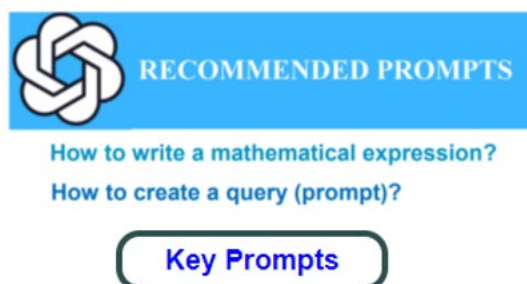 RECOMMENDED PROMPTS
How to write a mathematical expression?
How to create a query (prompt)?
Key Prompts